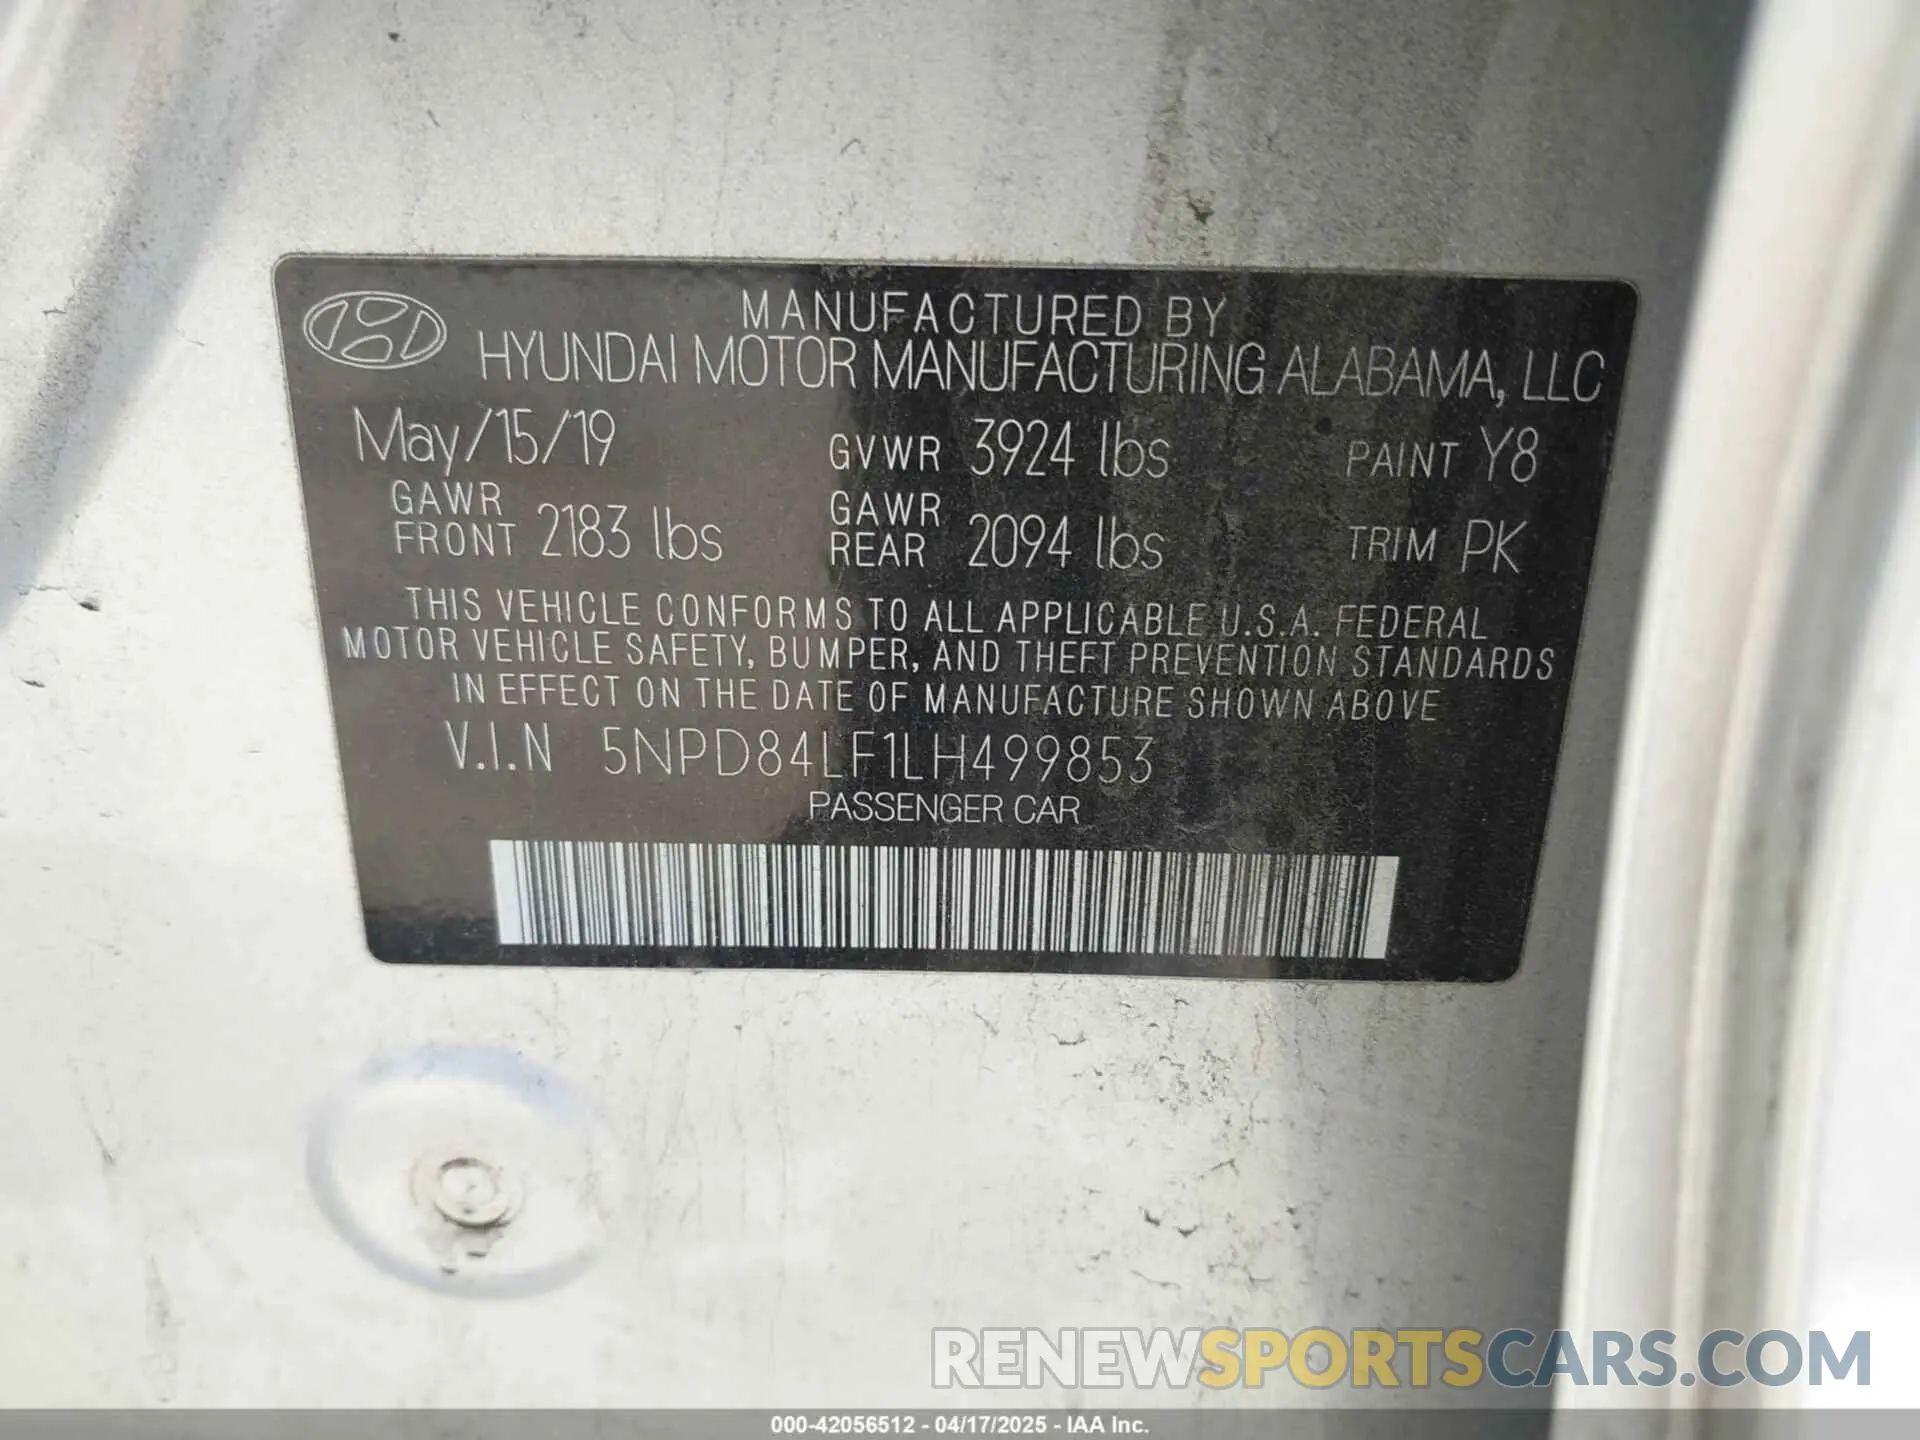 MANUFACTURED BY
HYUNDAI MOTOR MANUFACTURING ALABAMA, LLC
May/15/19 GVWR 3924 lbs PAINT Y8
GAWR FRONT 2183 lbs GAWR REAR 2094 lbs TRIM PK
THIS VEHICLE CONFORMS TO ALL APPLICABLE U.S.A. FEDERAL
MOTOR VEHICLE SAFETY, BUMPER, AND THEFT PREVENTION STANDARDS
IN EFFECT ON THE DATE OF MANUFACTURE SHOWN ABOVE
V.I.N 5NPD84LF1LH499853
PASSENGER CAR
RENEWSPORTSCARS.COM
000-42056512 - 04/17/2025 - IAA Inc.